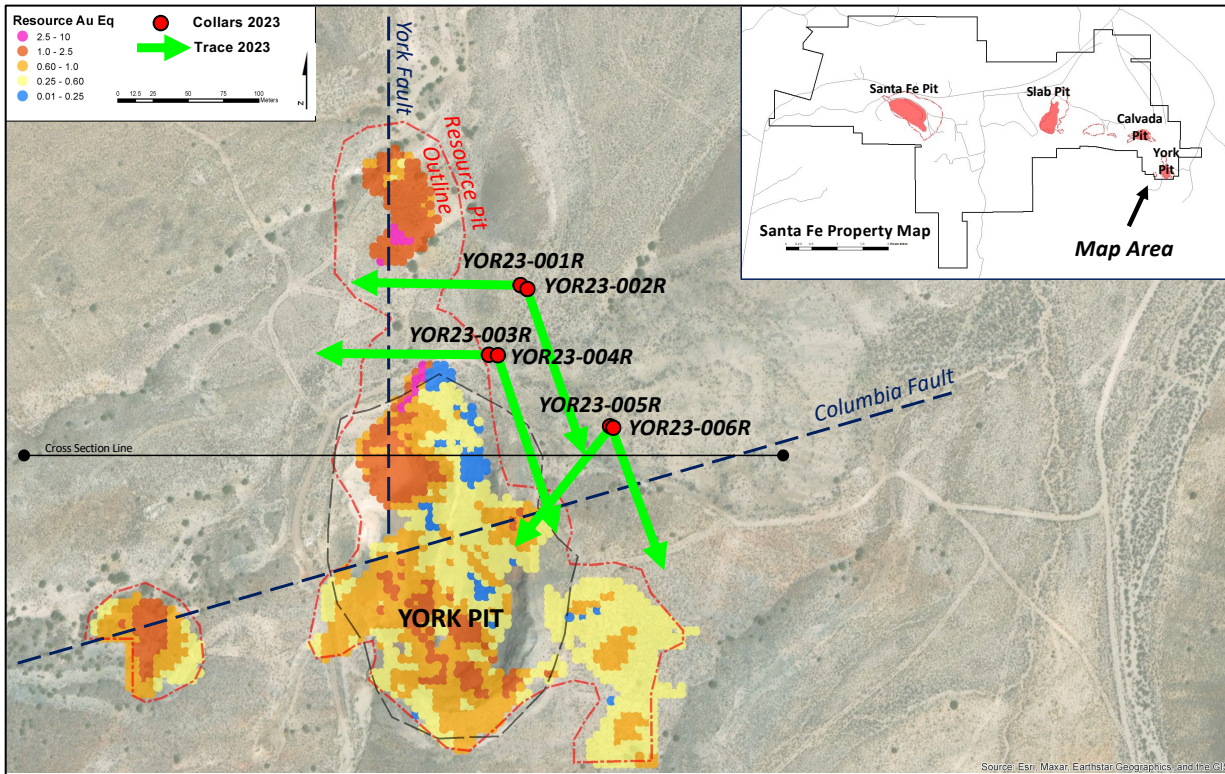 Resource Au Eq
2.5 - 10
1.0 - 2.5
0.60 - 1.0
0.25 - 0.60
0.01 - 0.25
Collars 2023
Trace 2023
0 12.5 25 50 75 100
Meters
N
York Fault
Resource Pit
Outline
Santa Fe Pit
Slab Pit
Calvada
Pit
York
Pit
Santa Fe Property Map
Map Area
YOR23-001R
YOR23-002R
YOR23-003R
YOR23-004R
YOR23-005R
YOR23-006R
Columbia Fault
Cross Section Line
YORK PIT
Source: Esri, Maxar, Earthstar Geographics, and the